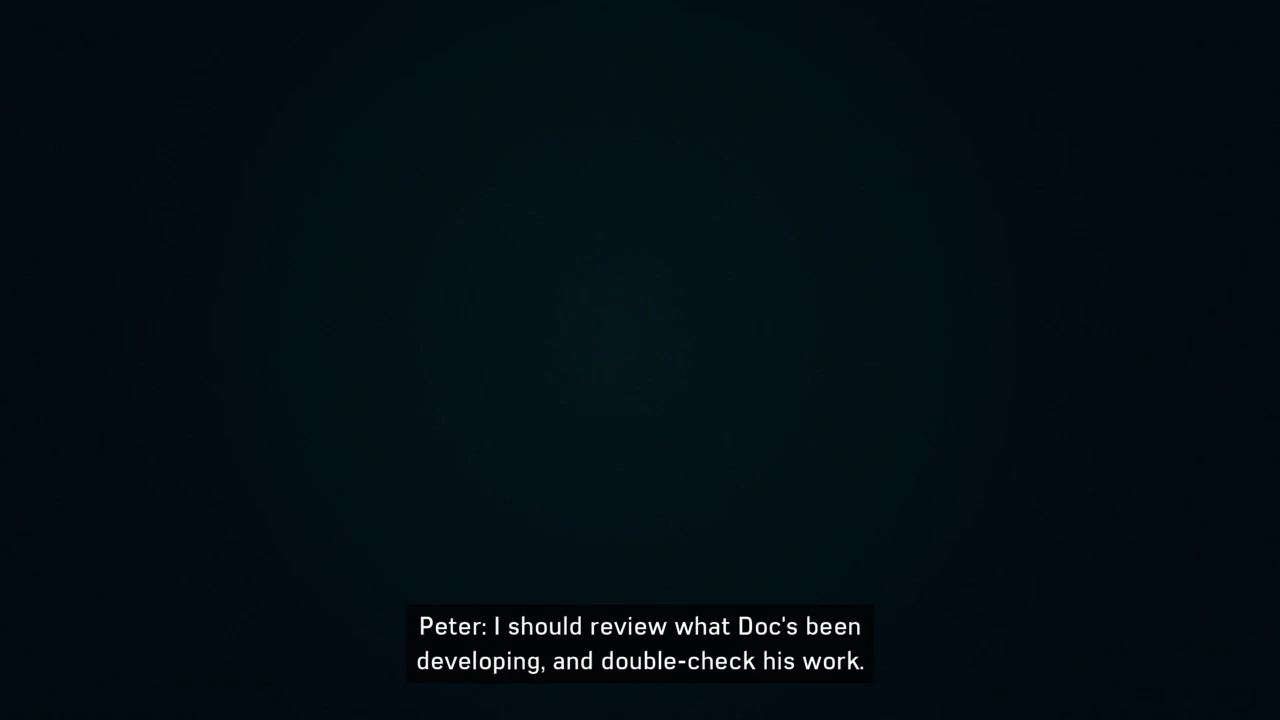 Peter: I should review what Doc's been
developing, and double-check his work.